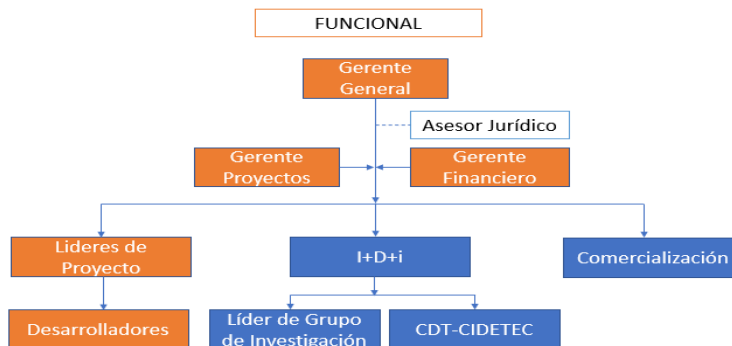 FUNCIONAL
Gerente
General
Asesor Jurídico
Gerente
Proyectos
Gerente
Financiero
Lideres de
Proyecto
I+D+i
Comercialización
Desarrolladores
Líder de Grupo
de Investigación
CDT-CIDETEC